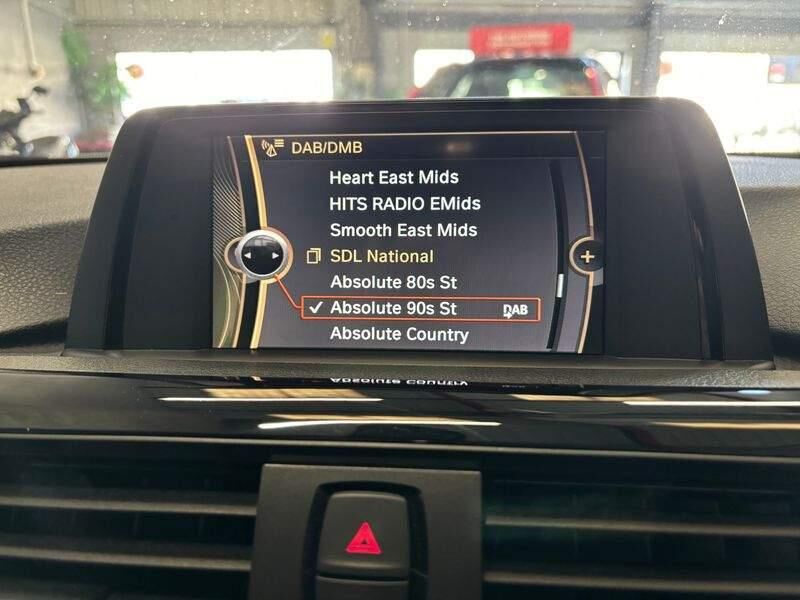 DAB/DMB
Heart East Mids
HITS RADIO EMids
Smooth East Mids
SDL National
Absolute 80s St
Absolute 90s St DAB
Absolute Country